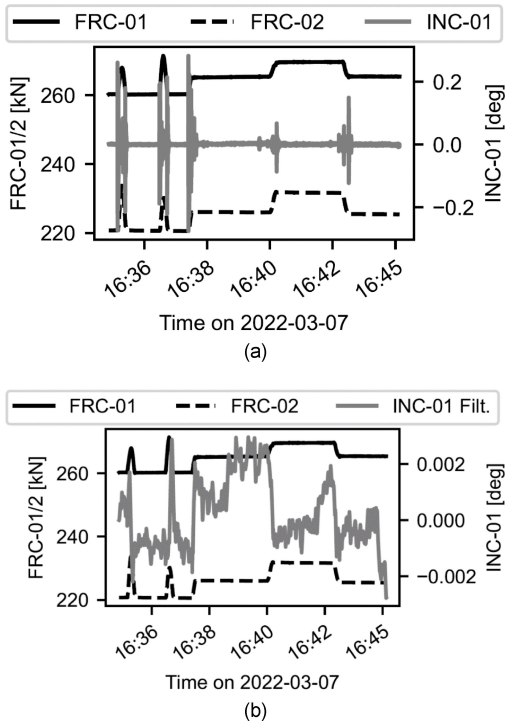 FRC-01 FRC-02 INC-01
FRC-01/2 [kN]
260
240
220
0.2
0.0
−0.2
INC-01 [deg]
16:36 16:38 16:40 16:42 16:45
Time on 2022-03-07
(a)
FRC-01 FRC-02 INC-01 Filt.
FRC-01/2 [kN]
260
240
220
0.002
0.000
−0.002
INC-01 [deg]
16:36 16:38 16:40 16:42 16:45
Time on 2022-03-07
(b)